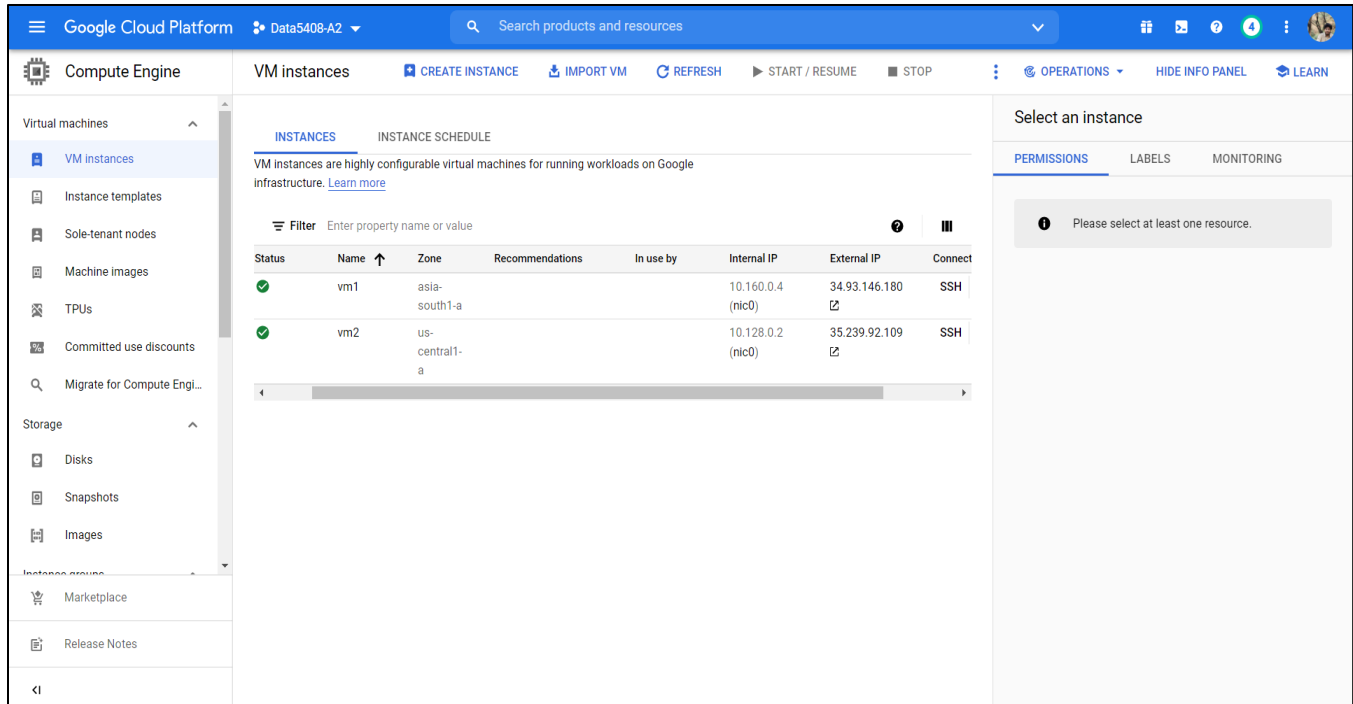 Google Cloud Platform Data5408-A2 Search products and resources 4
Compute Engine
VM instances CREATE INSTANCE IMPORT VM REFRESH START / RESUME STOP OPERATIONS HIDE INFO PANEL LEARN
Virtual machines
VM instances
Instance templates
Sole-tenant nodes
Machine images
TPUs
Committed use discounts
Migrate for Compute Engi...
Storage
Disks
Snapshots
Images
Instance groups
Marketplace
Release Notes
INSTANCES INSTANCE SCHEDULE
VM instances are highly configurable virtual machines for running workloads on Google
infrastructure. Learn more
Filter Enter property name or value
Status Name Zone Recommendations In use by Internal IP External IP Connect
vm1 asia- 10.160.0.4 34.93.146.180 SSH
south1-a (nic0)
vm2 us- 10.128.0.2 35.239.92.109 SSH
central1- (nic0)
a
Select an instance
PERMISSIONS LABELS MONITORING
Please select at least one resource.